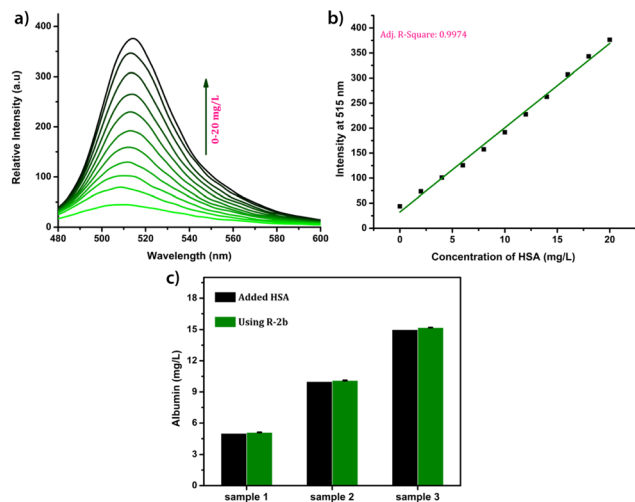 a)
Relative Intensity (a.u)
400
300
200
100
0
0-20 mg/L
480
500
520
540
560
580
600
Wavelength (nm)
b)
Adj. R-Square: 0.9974
Intensity at 515 nm
400
350
300
250
200
150
100
50
0
0
5
10
15
20
Concentration of HSA (mg/L)
c)
Added HSA
Using R-2b
Albumin (mg/L)
18
15
12
9
6
3
0
sample 1
sample 2
sample 3